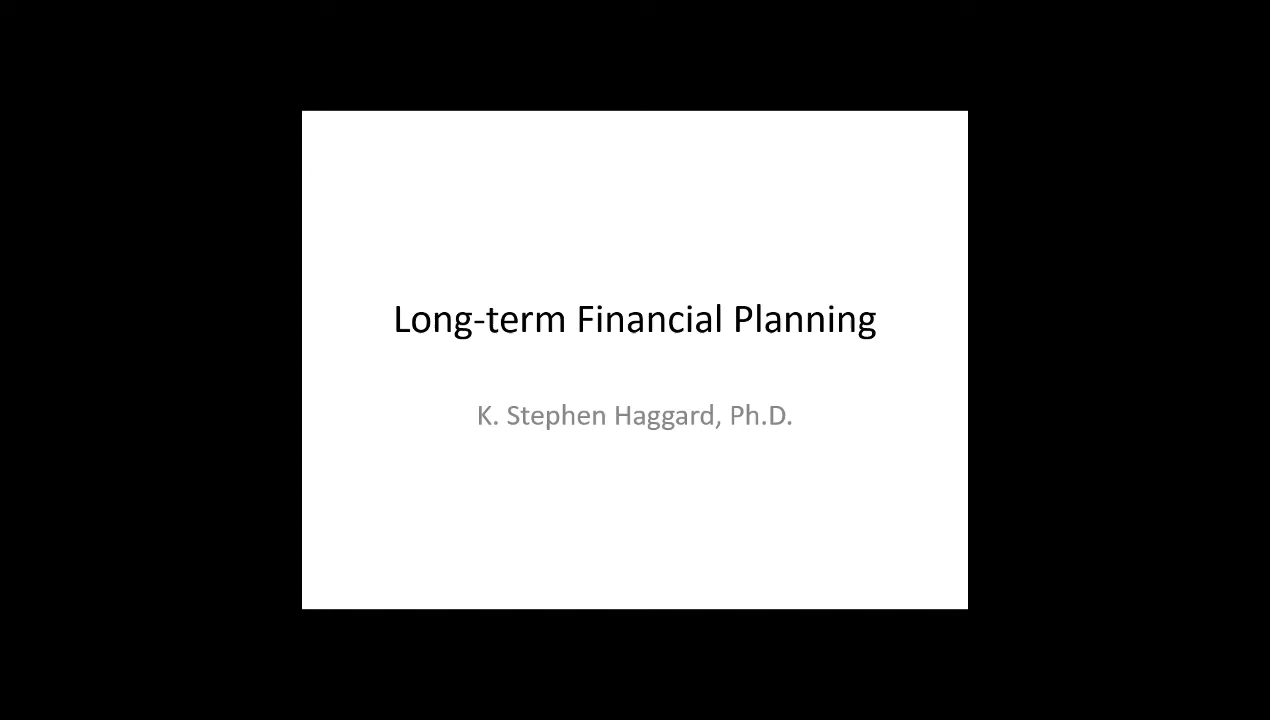 Long-term Financial Planning
K. Stephen Haggard, Ph.D.